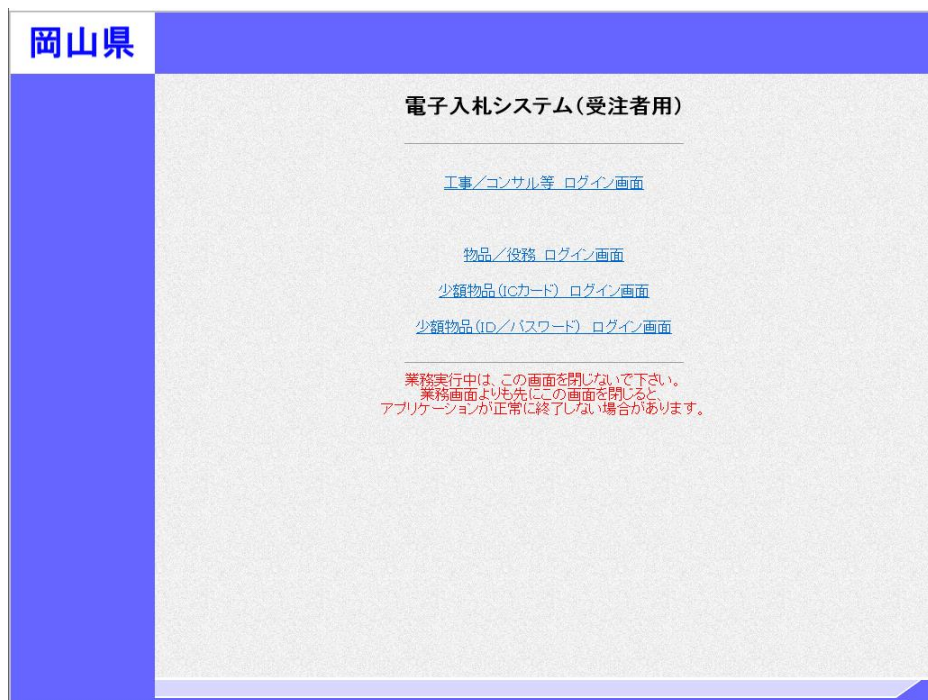 岡山県
電子入札システム(受注者用)
工事／コンサル等 ログイン画面
物品／役務 ログイン画面
少額物品(ICカード) ログイン画面
少額物品(ID／パスワード) ログイン画面
業務実行中は、この画面を閉じないで下さい。
業務画面よりも先にこの画面を閉じると、
アプリケーションが正常に終了しない場合があります。